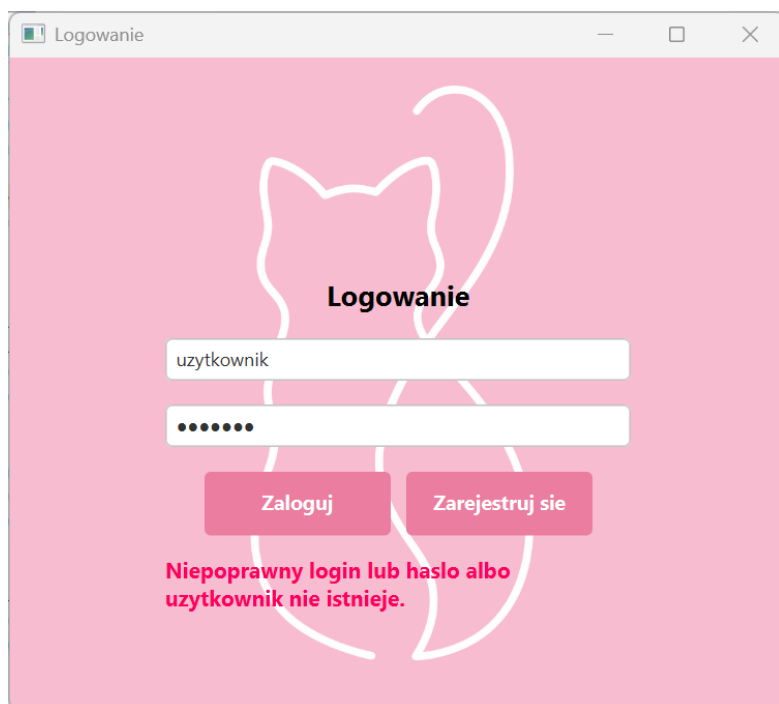 Logowanie
Logowanie
uzytkownik
•••••••
Zaloguj
Zarejestruj sie
Niepoprawny login lub haslo albo
uzytkownik nie istnieje.